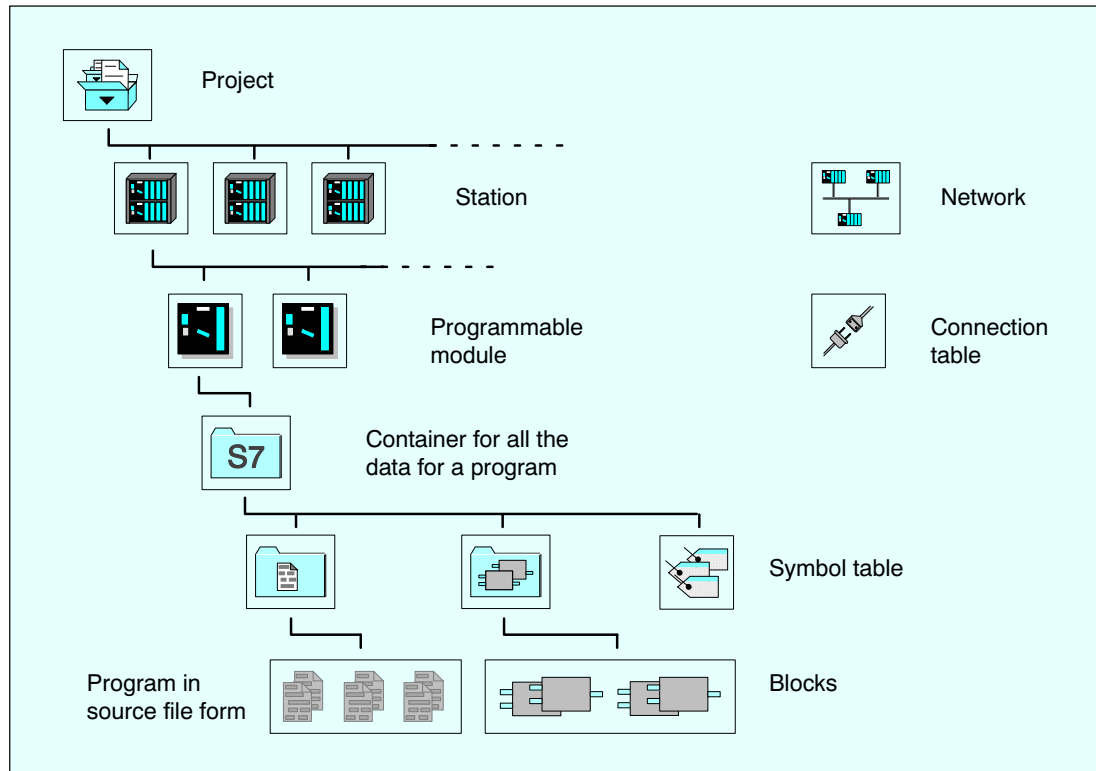 Project
Station
Network
Programmable
module
Connection
table
S7
Container for all the
data for a program
Symbol table
Program in
source file form
Blocks